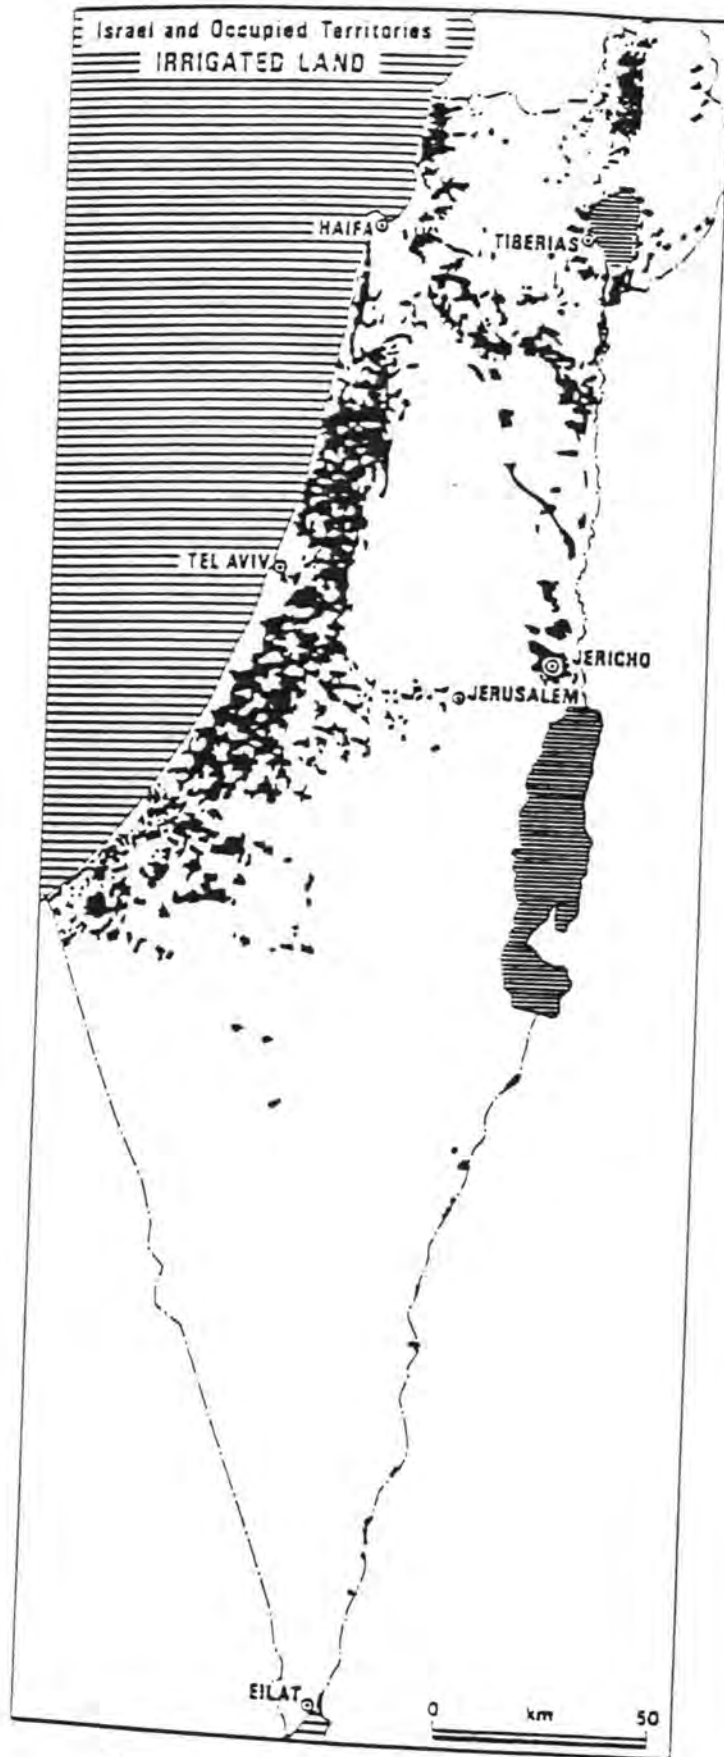 Israel and Occupied Territories
IRRIGATED LAND
HAIFA
TIBERIAS
TEL AVIV
JERICHO
JERUSALEM
EILAT
0 km 50